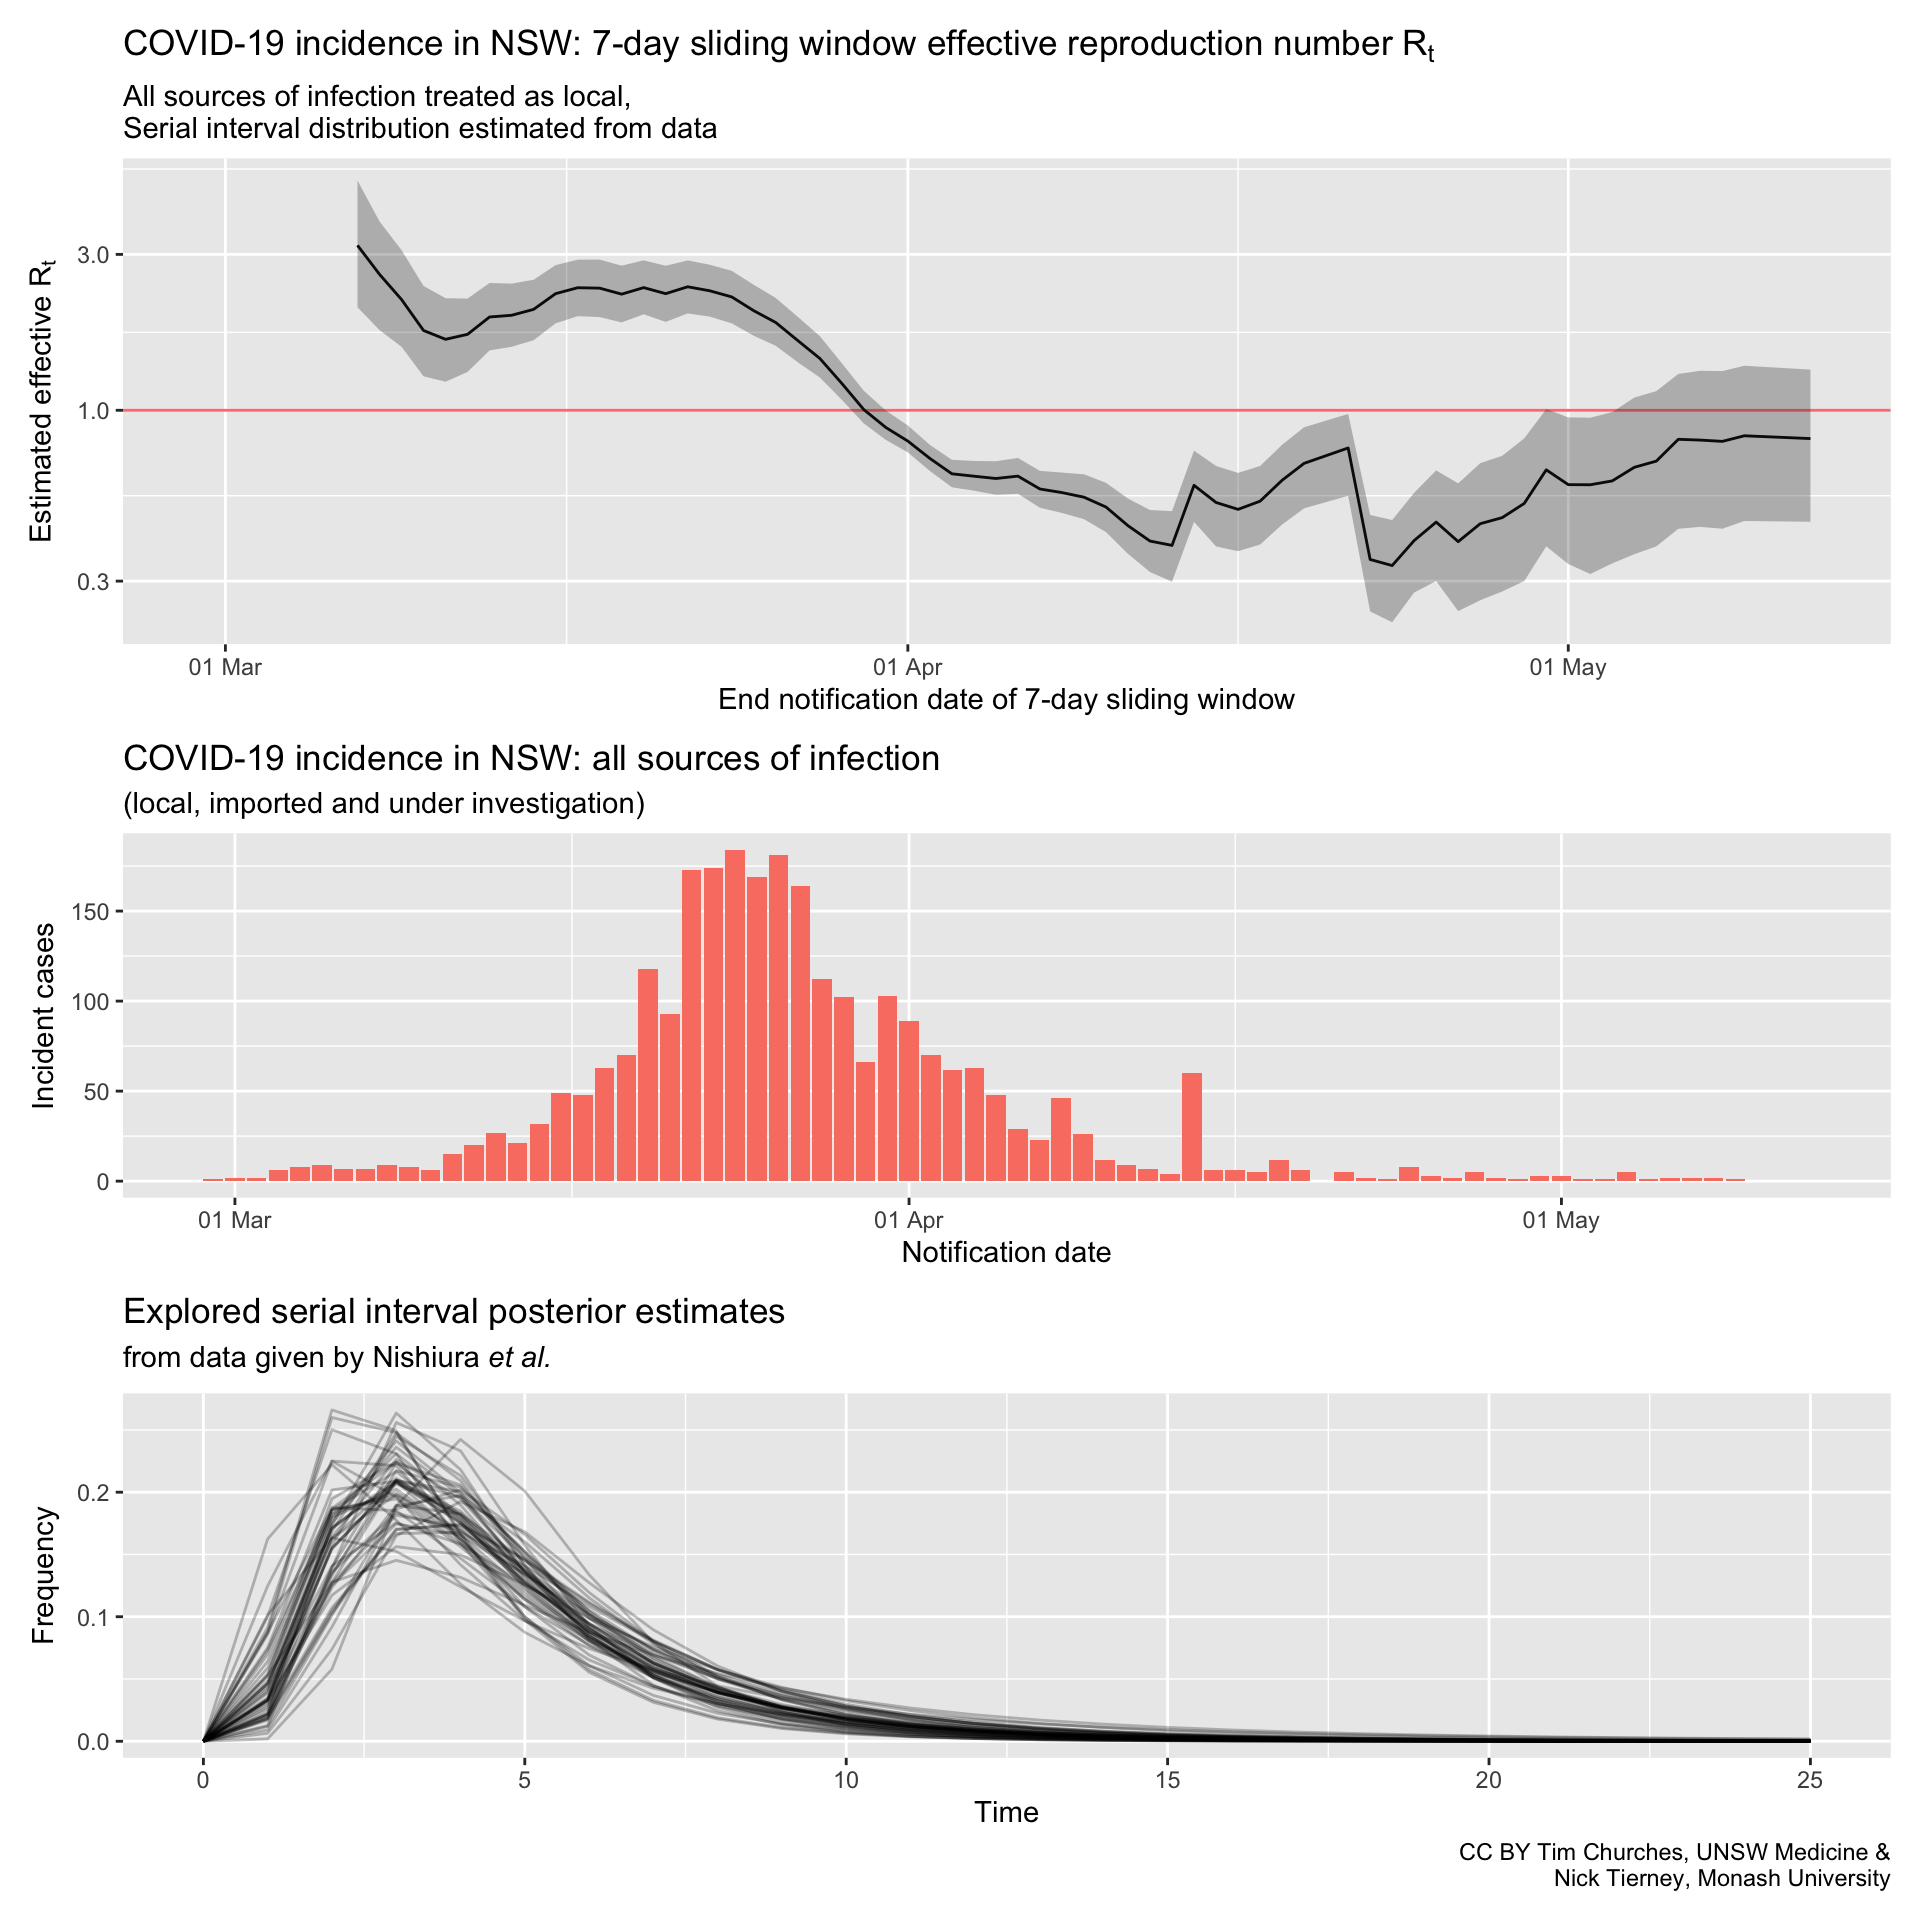 COVID-19 incidence in NSW: 7-day sliding window effective reproduction number Rt
All sources of infection treated as local,
Serial interval distribution estimated from data
Estimated effective Rt
3.0
1.0
0.3
01 Mar
01 Apr
01 May
End notification date of 7-day sliding window
COVID-19 incidence in NSW: all sources of infection
(local, imported and under investigation)
Incident cases
150
100
50
0
01 Mar
01 Apr
01 May
Notification date
Explored serial interval posterior estimates
from data given by Nishiura et al.
Frequency
0.2
0.1
0.0
0
5
10
15
20
25
Time
CC BY Tim Churches, UNSW Medicine &
Nick Tierney, Monash University